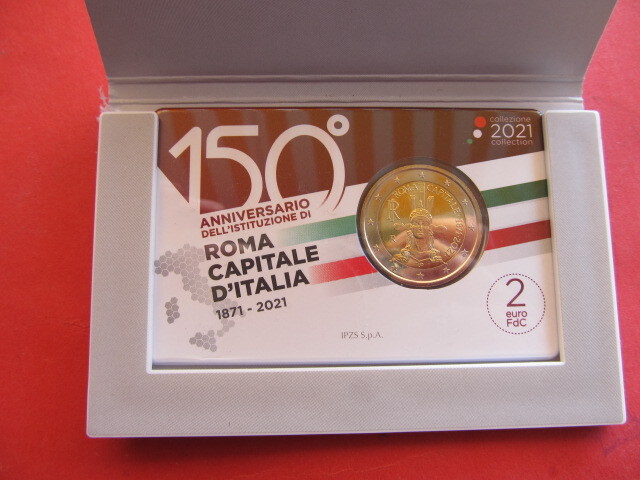 150°
ANNIVERSARIO
DELL'ISTITUZIONE DI
ROMA
CAPITALE
D'ITALIA
1871 - 2021
collezione
2021
collection
ROMA CAPITALE
2
euro
FdC
IPZS S.p.A.